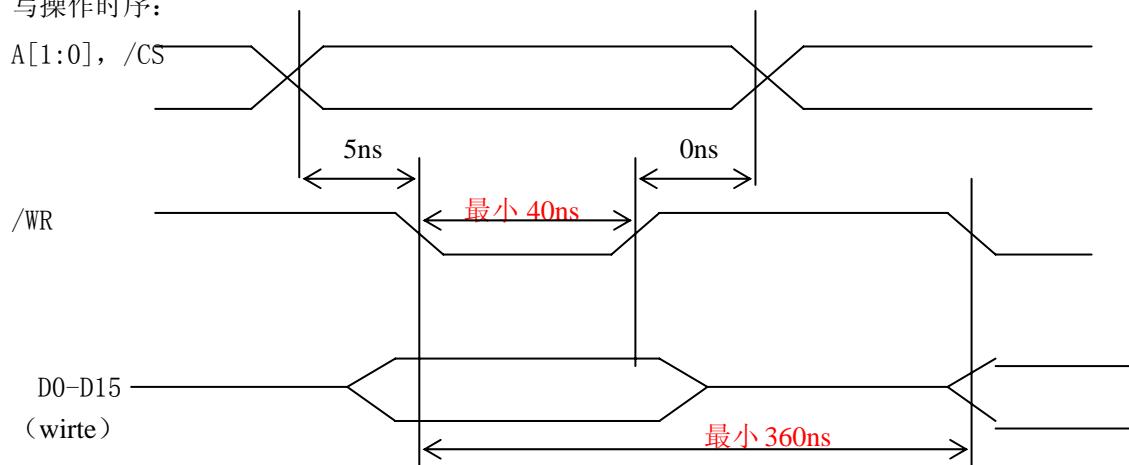 写操作时序：
A[1:0], /CS
5ns
0ns
/WR
最小 40ns
D0-D15
（wirte）
最小 360ns